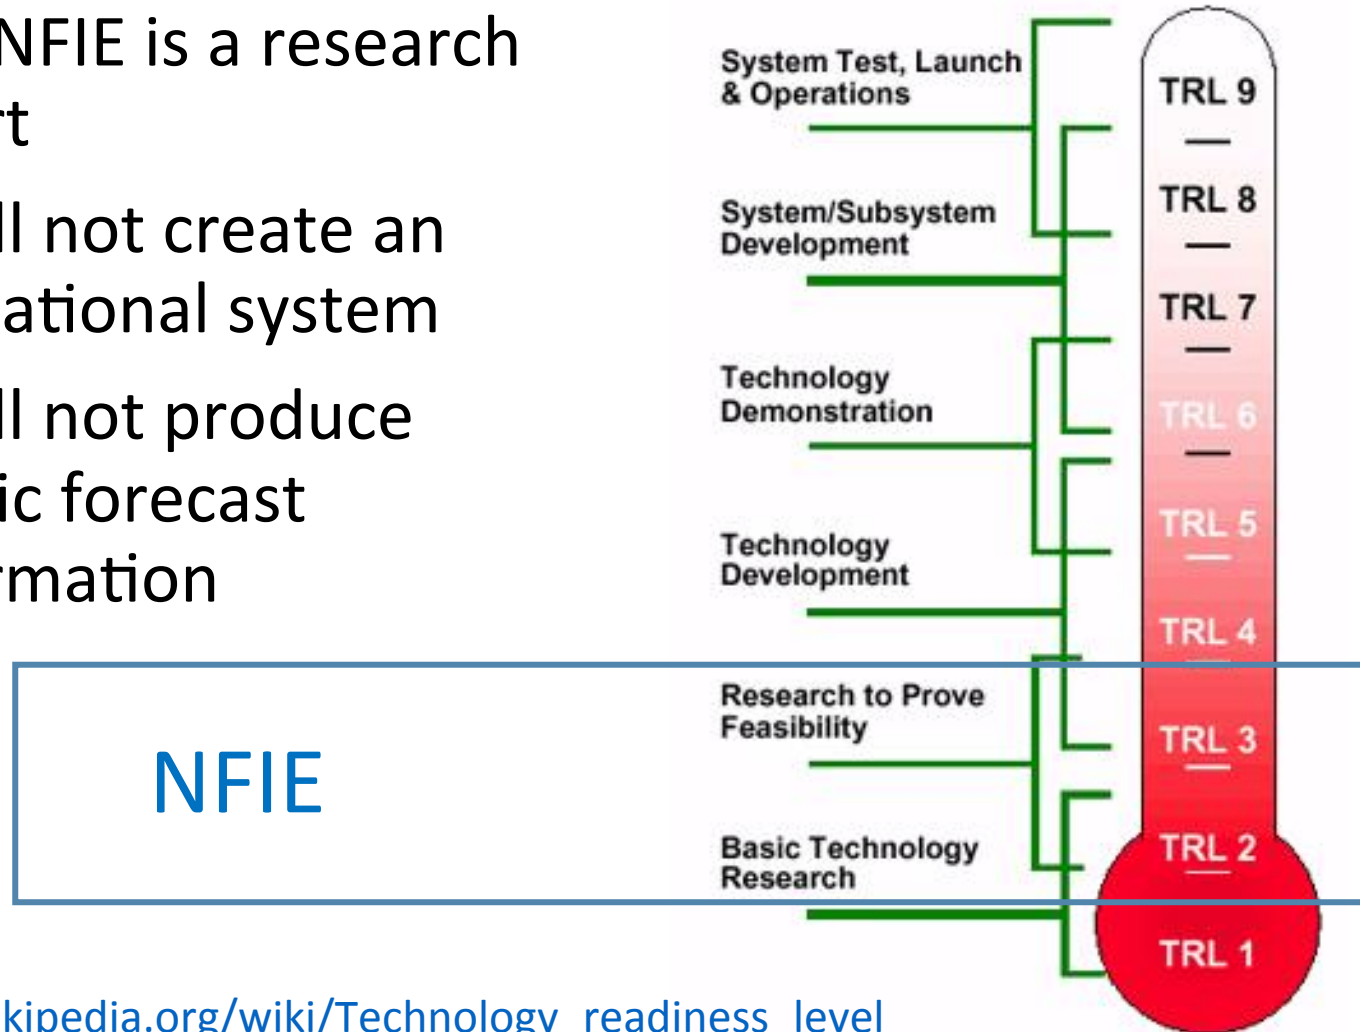 NFIE is a research
rt
ll not create an
ational system
ll not produce
ic forecast
rmation
NFIE
kipedia.org/wiki/Technology_readiness_level
System Test, Launch
& Operations
System/Subsystem
Development
Technology
Demonstration
Technology
Development
Research to Prove
Feasibility
Basic Technology
Research
TRL 9
TRL 8
TRL 7
TRL 6
TRL 5
TRL 4
TRL 3
TRL 2
TRL 1